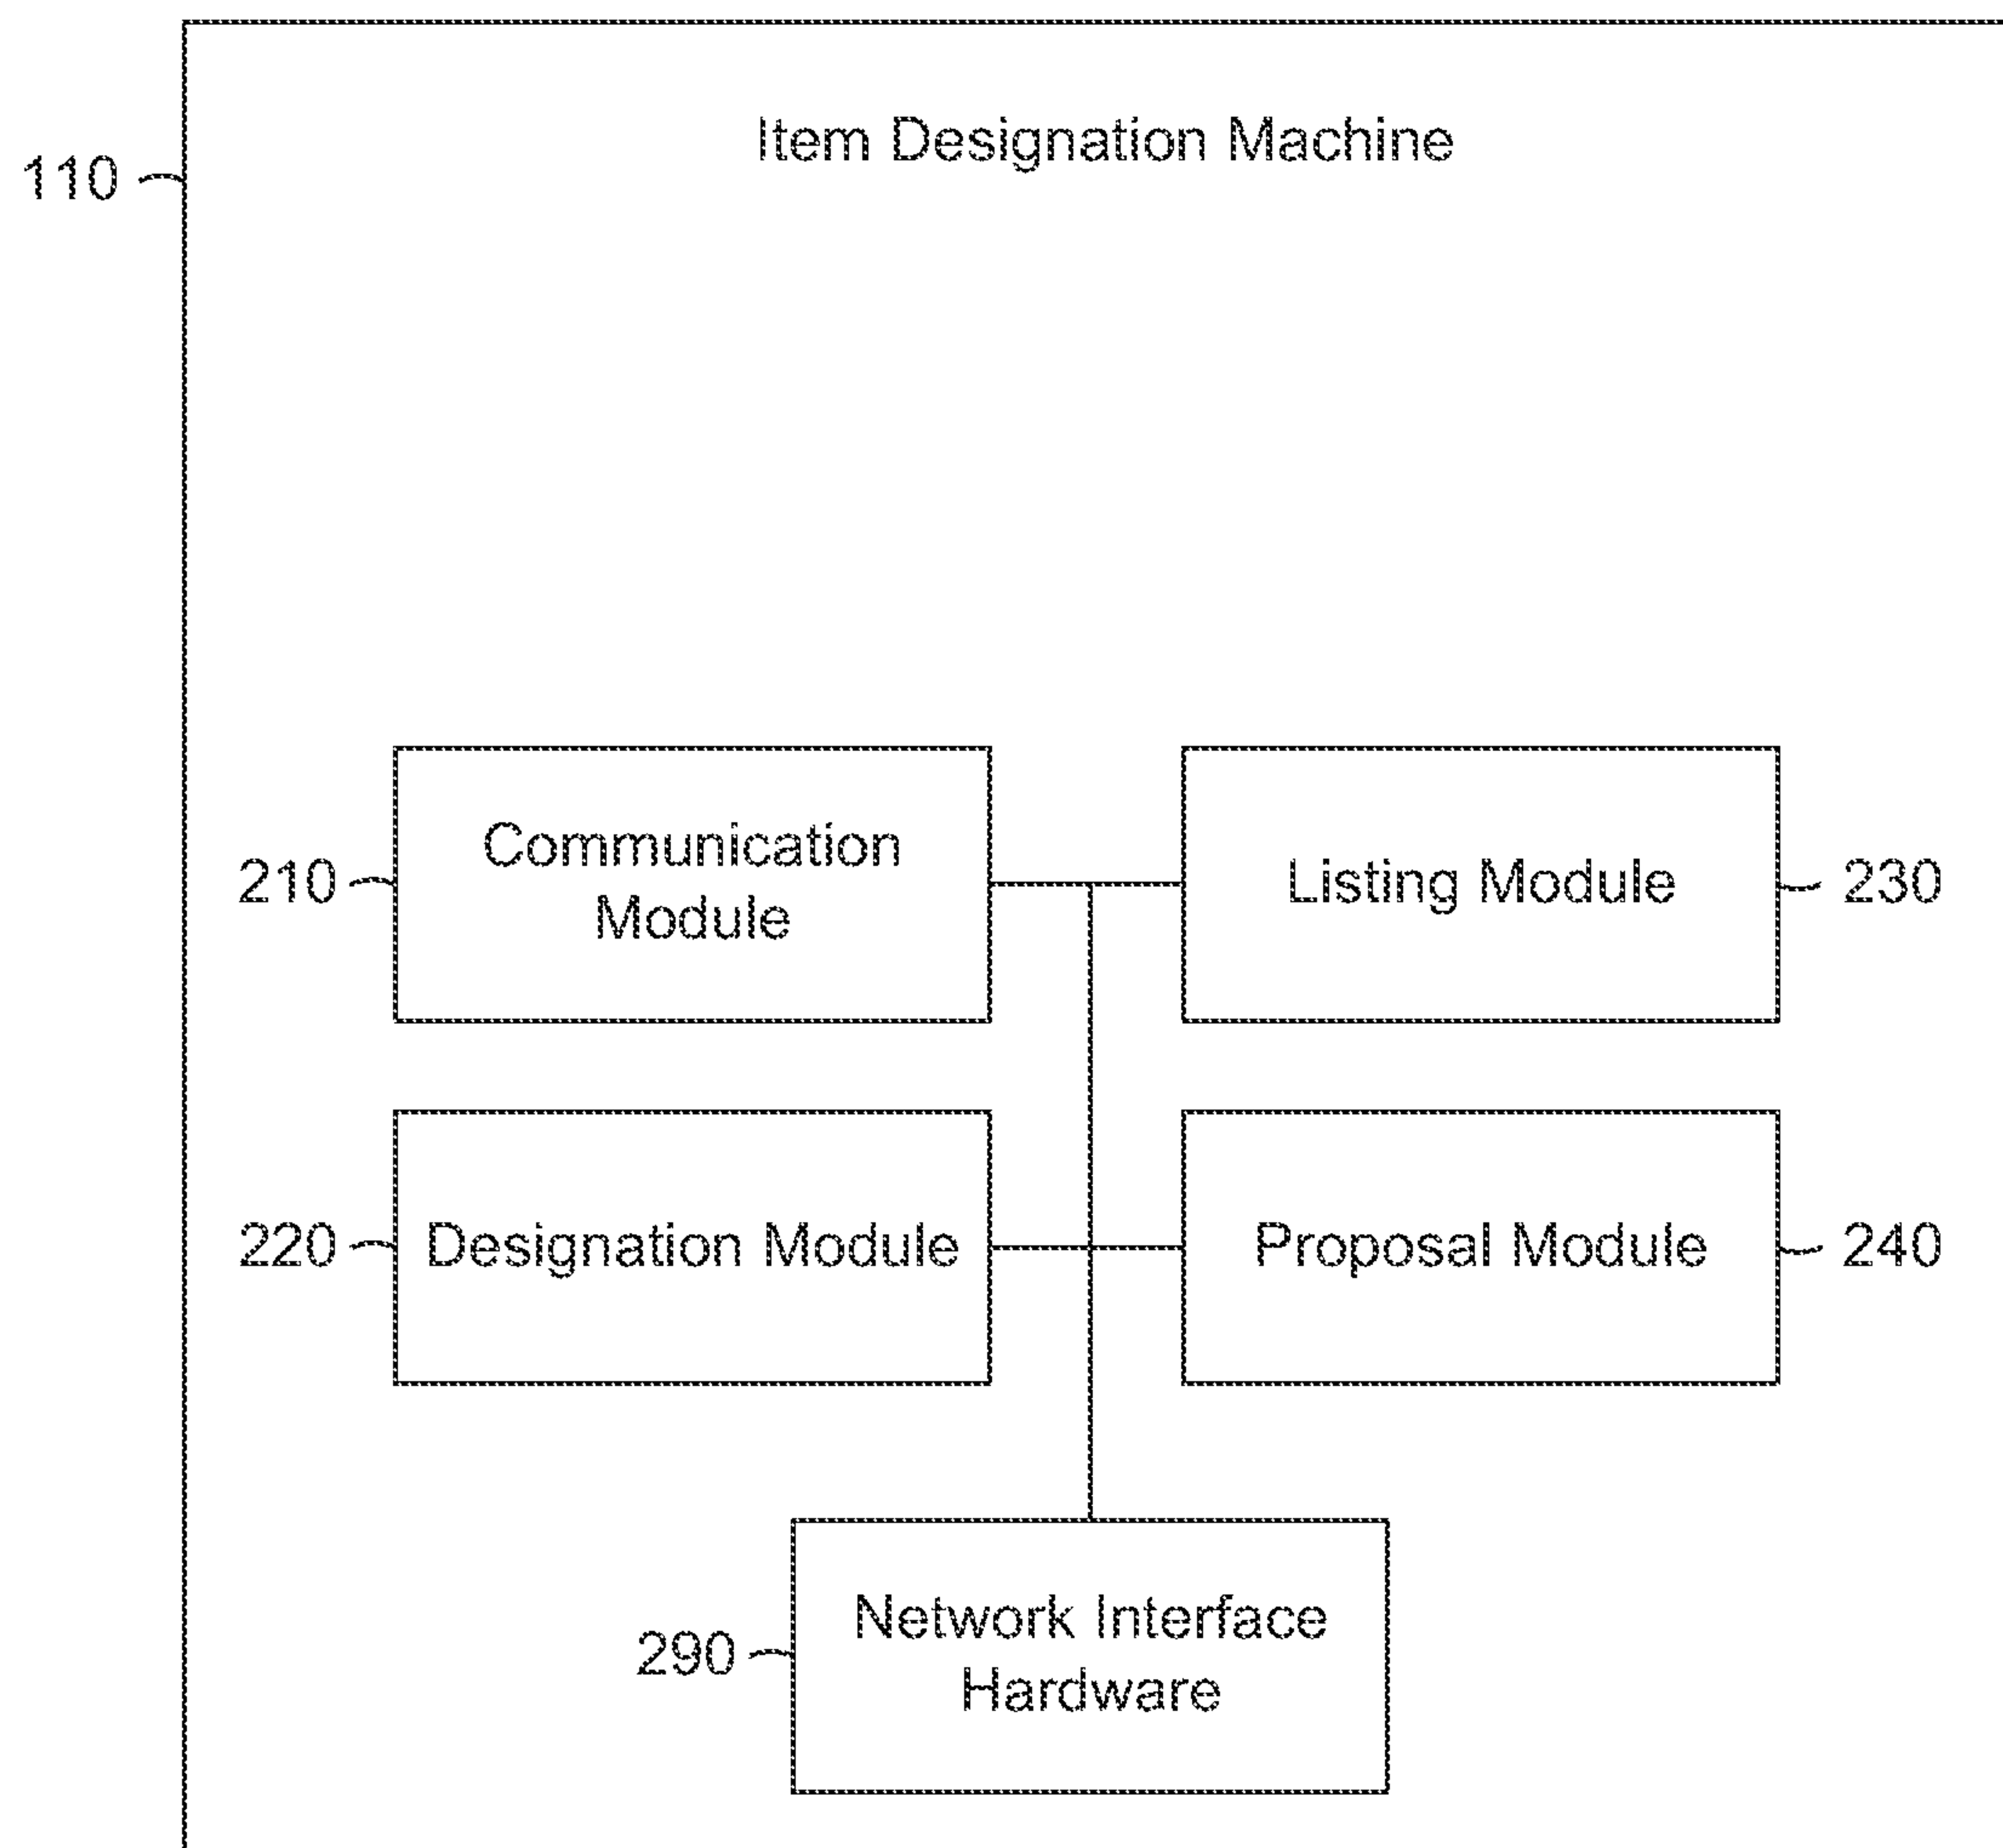 Item Designation Machine
110
Communication
Module
210
Listing Module
230
220
Designation Module
Proposal Module
240
Network Interface
Hardware
290